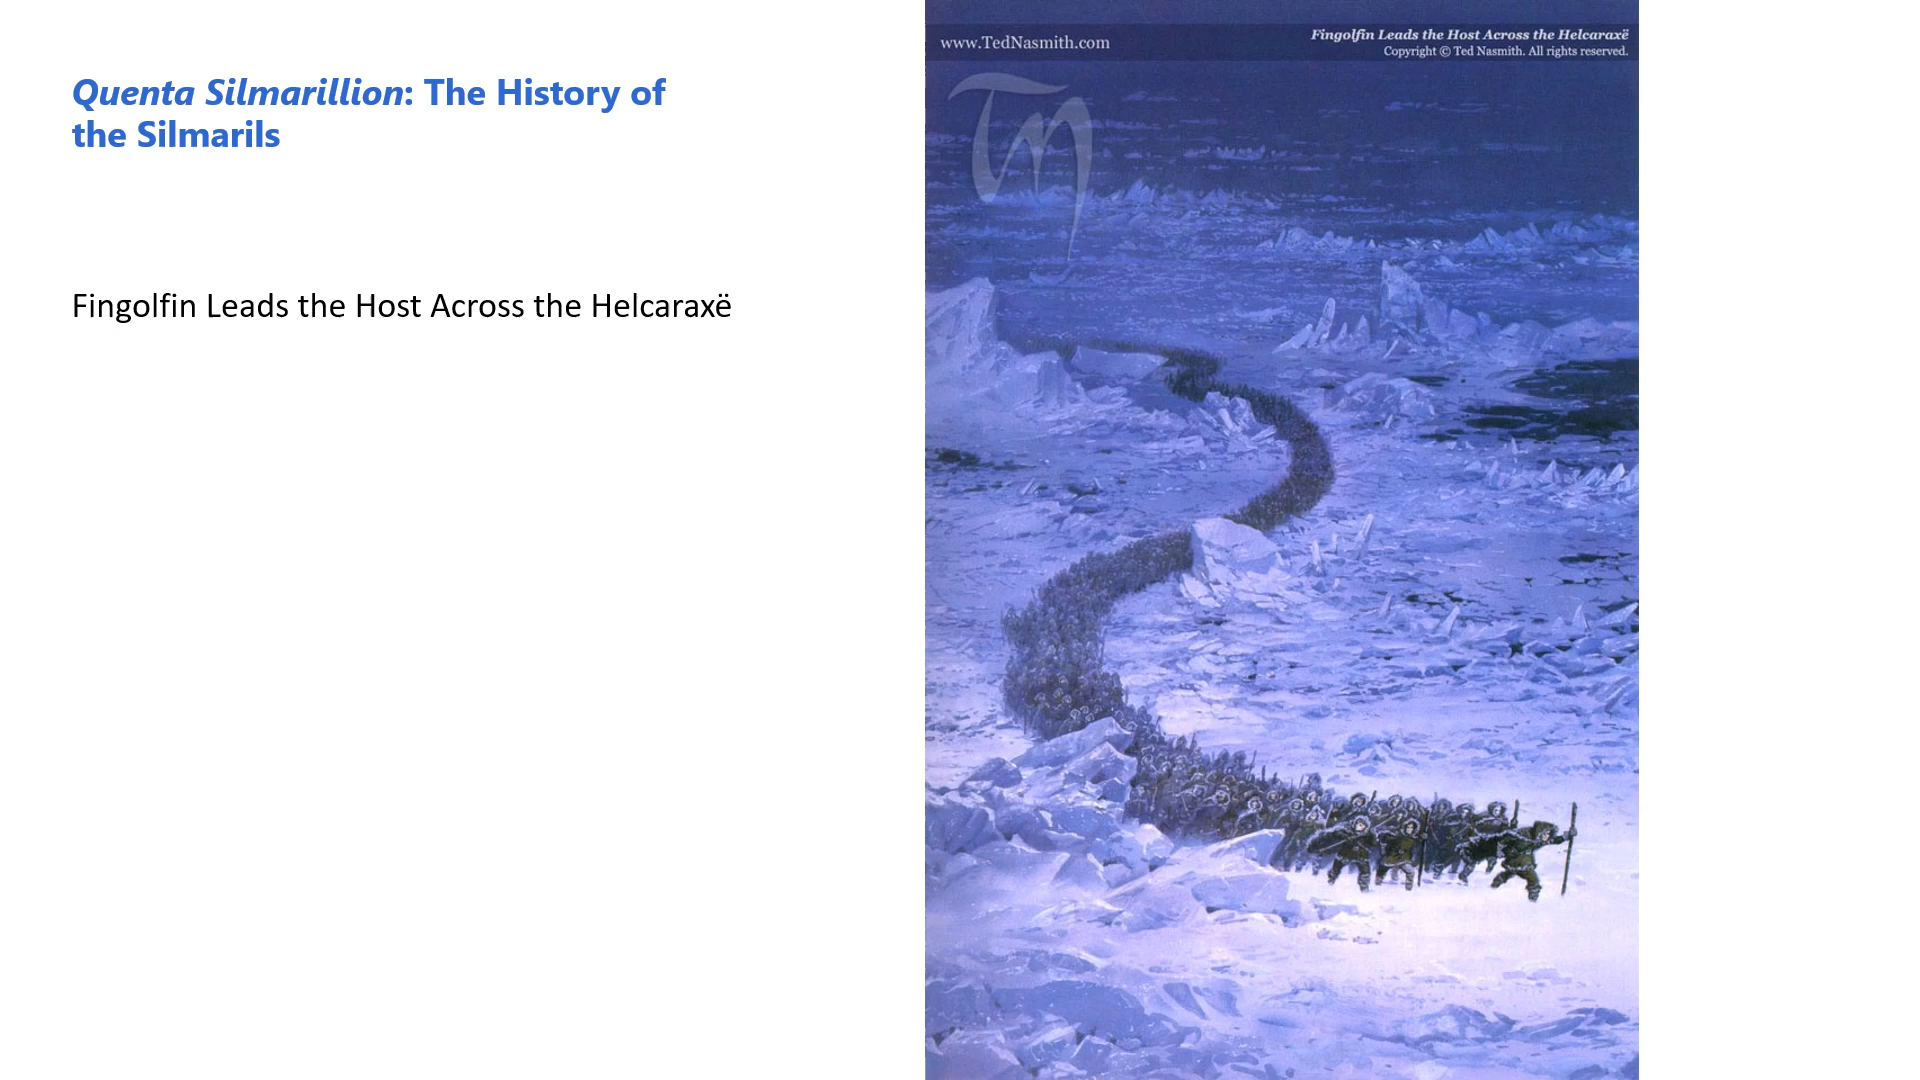 Quenta Silmarillion: The History of
the Silmarils
Fingolfin Leads the Host Across the Helcaraxë
www.TedNasmith.com
Fingolfin Leads the Host Across the Helcaraxë
Copyright © Ted Nasmith. All rights reserved.
TN